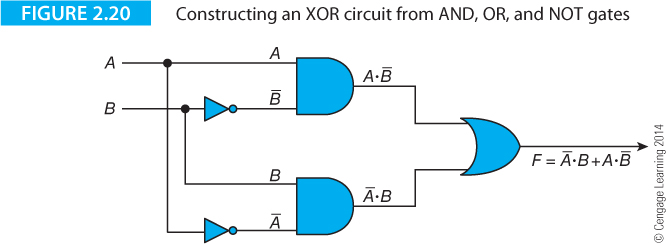 FIGURE 2.20 Constructing an XOR circuit from AND, OR, and NOT gates
A
A
A·B̅
B
B̅
F = A̅·B + A·B̅
B
A̅·B
A̅
© Cengage Learning 2014